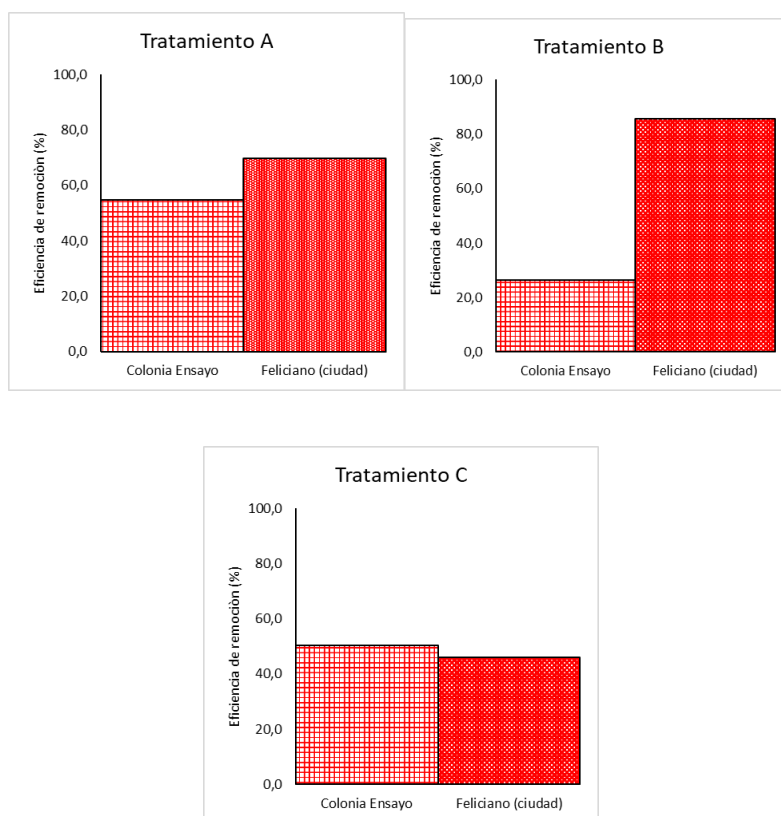 Tratamiento A
100,0
80,0
60,0
40,0
20,0
0,0
Eficiencia de remociòn (%)
Colonia Ensayo
Feliciano (ciudad)
Tratamiento B
100,0
80,0
60,0
40,0
20,0
0,0
Eficiencia de remociòn (%)
Colonia Ensayo
Feliciano (ciudad)
Tratamiento C
100,0
80,0
60,0
40,0
20,0
0,0
Eficiencia de remociòn (%)
Colonia Ensayo
Feliciano (ciudad)